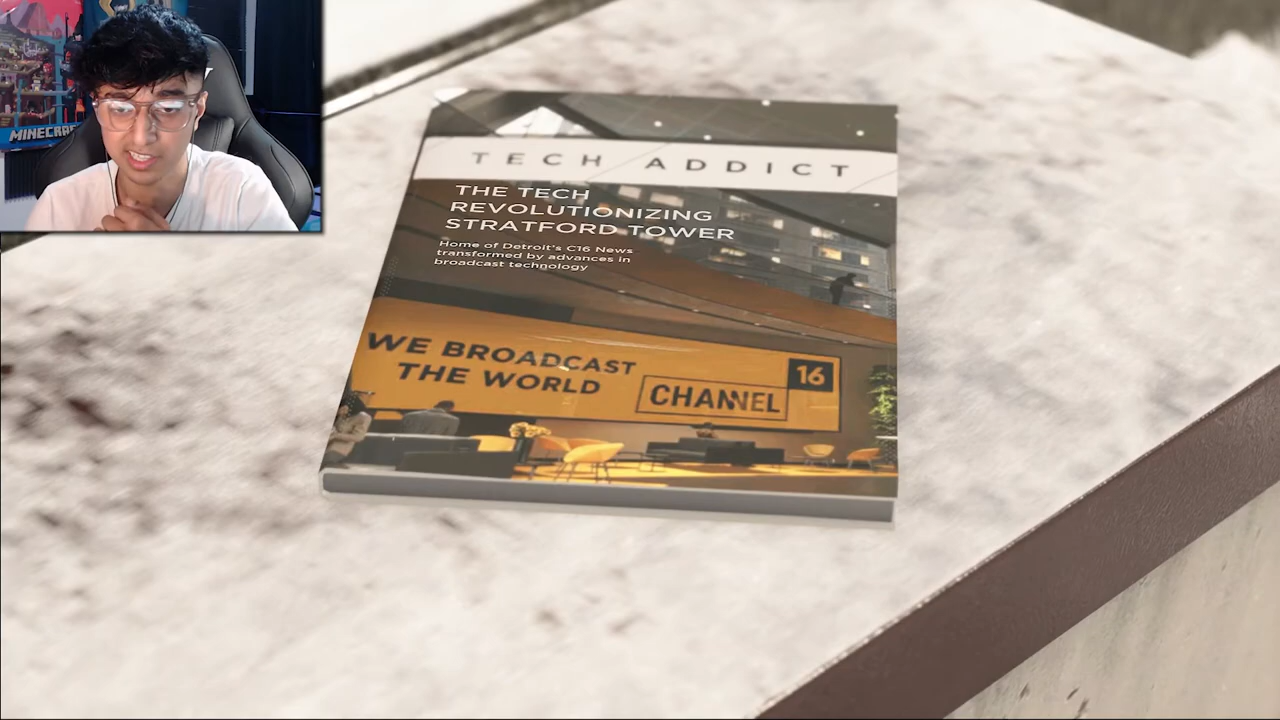 MINECRA
TECH ADDICT
THE TECH
REVOLUTIONIZING
STRATFORD TOWER
Home of Detroit's C16 News
transformed by advances in
broadcast technology
WE BROADCAST
THE WORLD
CHANNEL
16